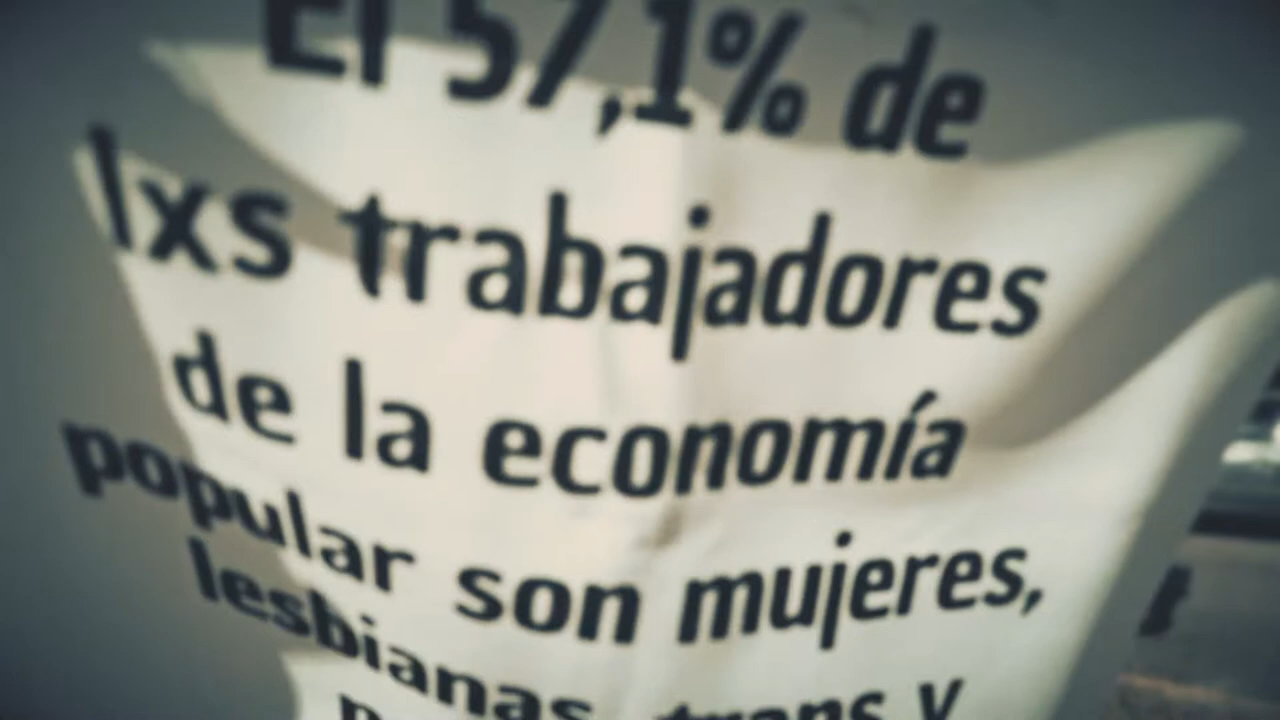 El 57,1% de
lxs trabajadores
de la economía
popular son mujeres,
lesbianas, trans y